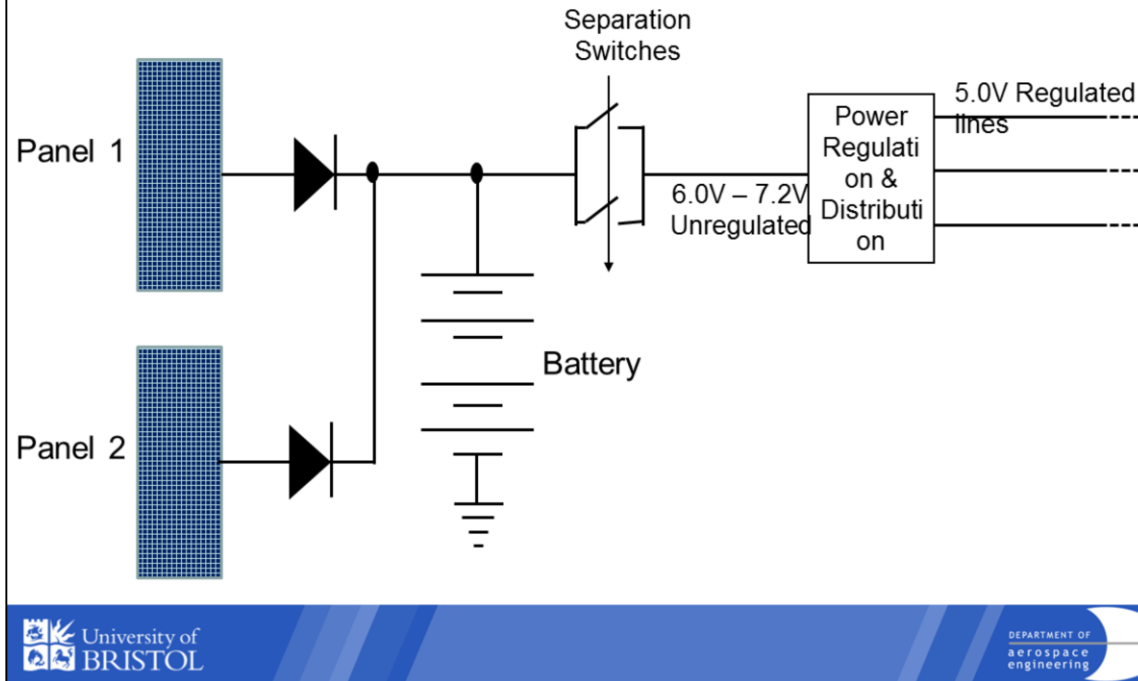 Separation
Switches
Panel 1
5.0V Regulated
lines
Power
Regulati
on &
Distributi
on
6.0V – 7.2V
Unregulated
Battery
Panel 2
University of
BRISTOL
DEPARTMENT OF
aerospace
engineering